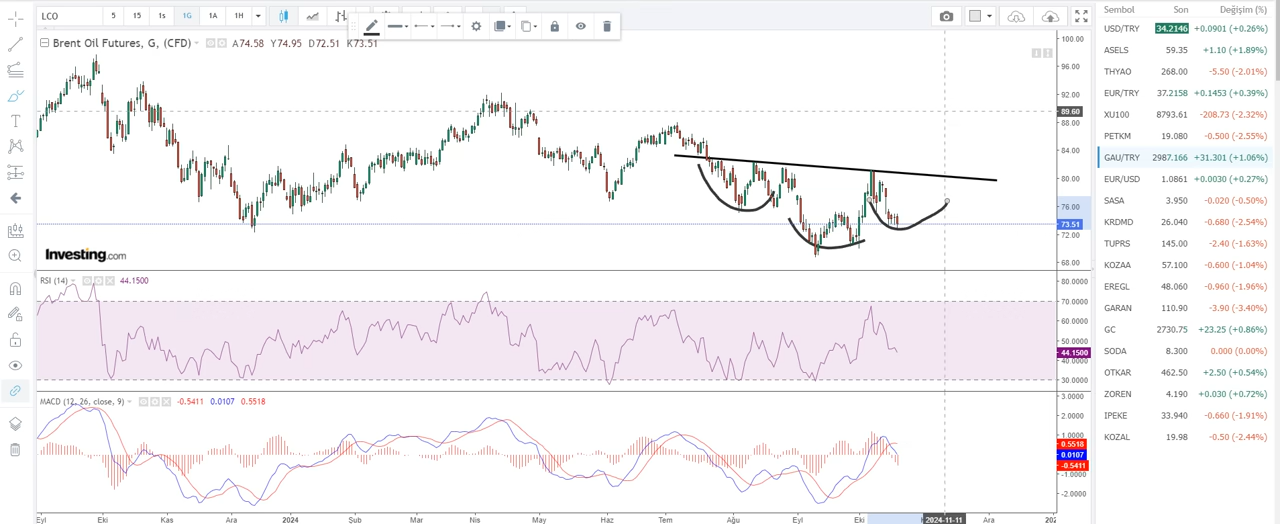 LCO 5 15 1s 1G 1A 1H
Brent Oil Futures, G, (CFD) A74.58 Y74.95 D72.51 K73.51
100.00
96.00
92.00
89.60
88.00
84.00
80.00
76.00
73.51
72.00
68.00
Investing.com
RSI (14) 44.1500
80.0000
70.0000
60.0000
50.0000
44.1500
40.0000
30.0000
MACD (12, 26, close, 9) -0.5411 0.0107 0.5518
3.0000
2.0000
1.0000
0.5518
0.0107
-0.5411
-1.0000
-2.0000
Eyl Eki Kas Ara 2024 Şub Mar Nis May Haz Tem Ağu Eyl Eki 2024-11-11 Ara
Sembol Son Değişim (%)
USD/TRY 34.2146 +0.0901 (+0.26%)
ASELS 59.35 +1.10 (+1.89%)
THYAO 268.00 -5.50 (-2.01%)
EUR/TRY 37.2158 +0.1453 (+0.39%)
XU100 8793.61 -208.73 (-2.32%)
PETKM 19.080 -0.500 (-2.55%)
GAU/TRY 2987.166 +31.301 (+1.06%)
EUR/USD 1.0861 +0.0030 (+0.27%)
SASA 3.950 -0.020 (-0.50%)
KRDMD 26.040 -0.680 (-2.54%)
TUPRS 145.00 -2.40 (-1.63%)
KOZAA 57.100 -0.600 (-1.04%)
EREGL 48.060 -0.960 (-1.96%)
GARAN 110.90 -3.90 (-3.40%)
GC 2730.75 +23.25 (+0.86%)
SODA 8.300 0.000 (0.00%)
OTKAR 462.50 +2.50 (+0.54%)
ZOREN 4.190 +0.030 (+0.72%)
IPEKE 33.940 -0.660 (-1.91%)
KOZAL 19.98 -0.50 (-2.44%)